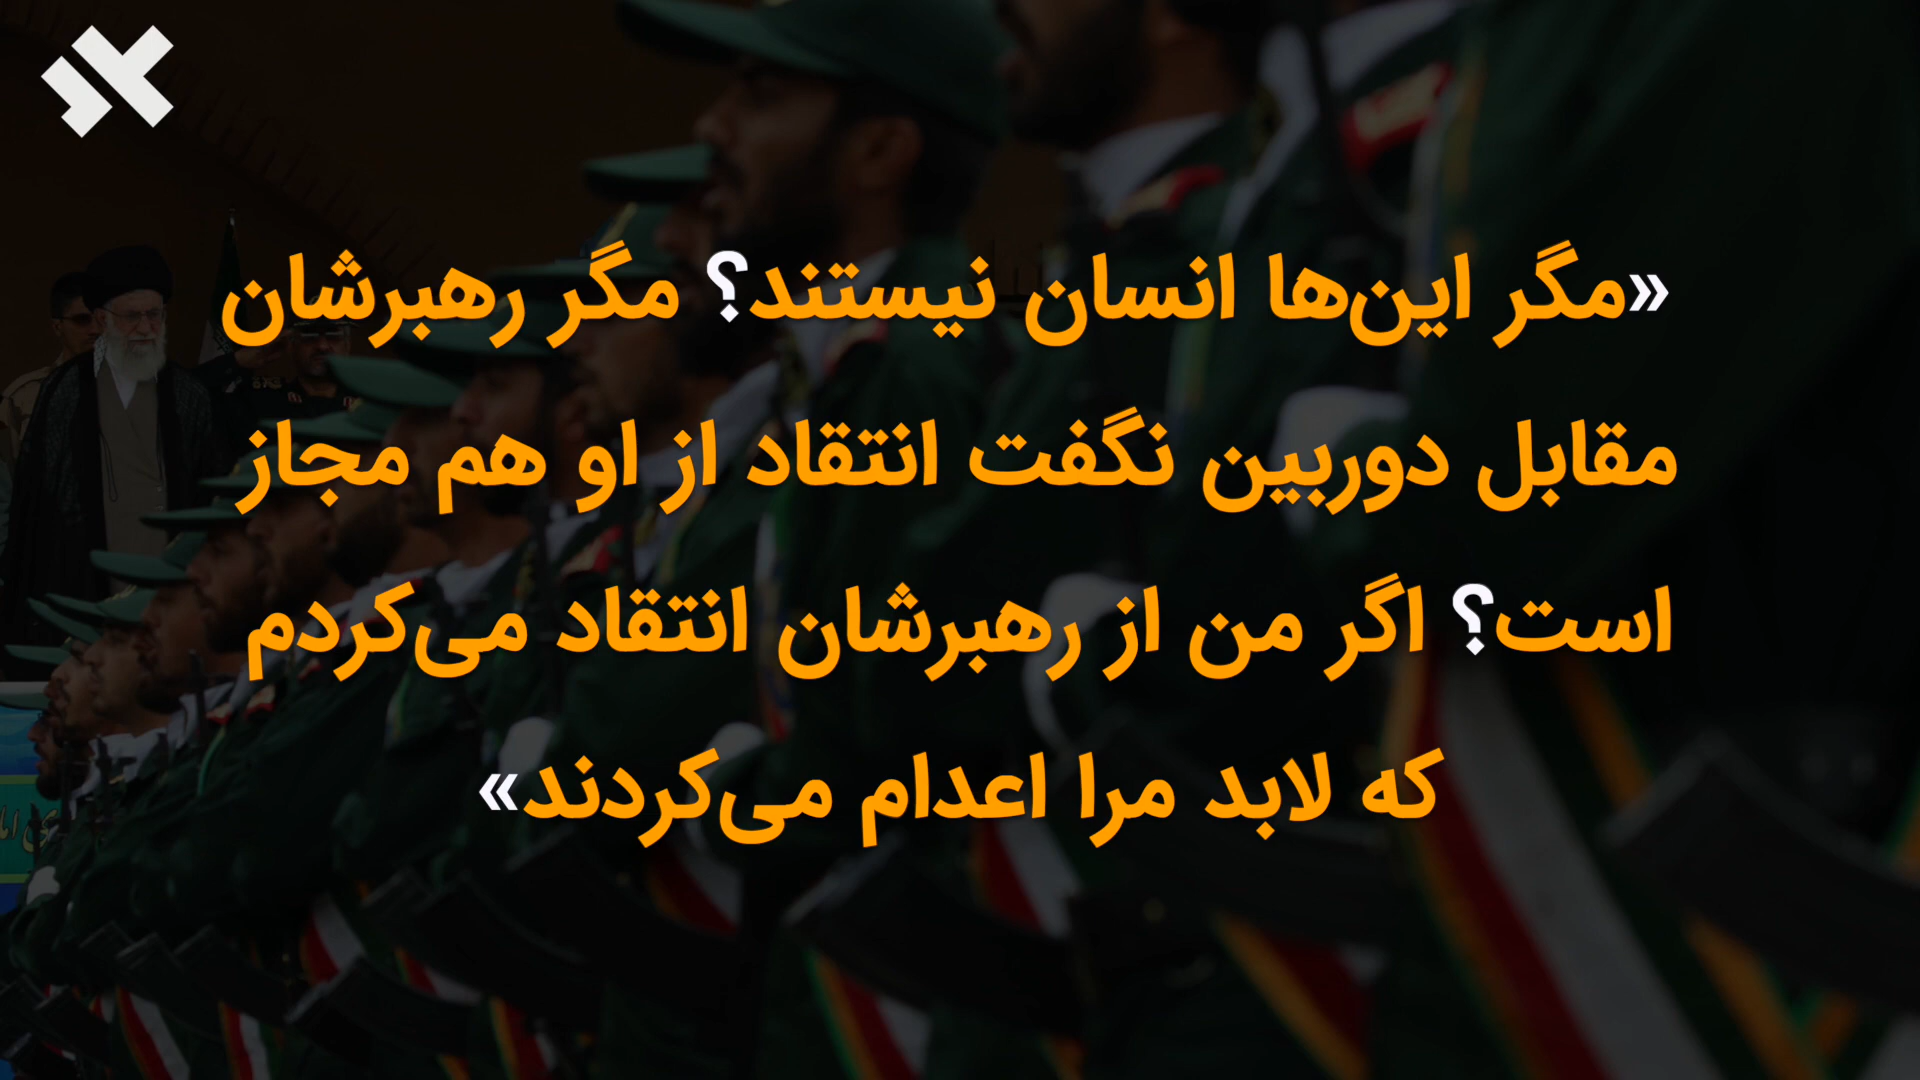 «مگر این‌ها انسان نیستند؟ مگر رهبرشان
مقابل دوربین نگفت انتقاد از او هم مجاز
است؟ اگر من از رهبرشان انتقاد می‌کردم
که لابد مرا اعدام می‌کردند»